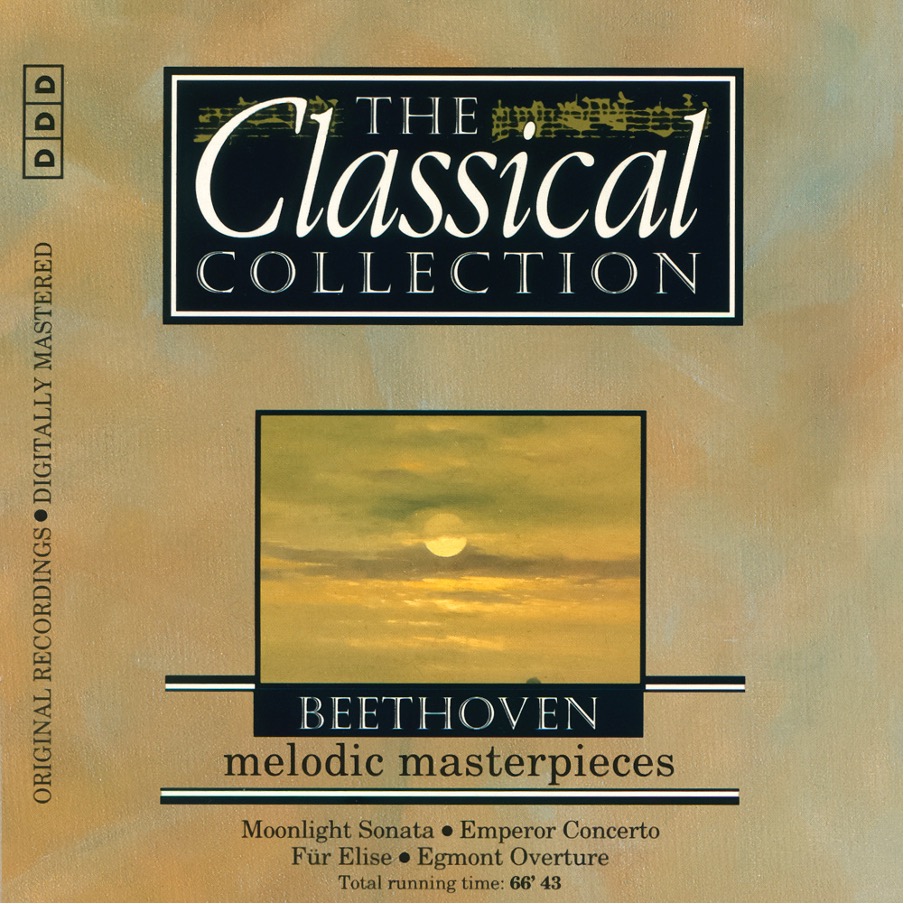 DDD
ORIGINAL RECORDINGS ● DIGITALLY MASTERED
THE
Classical
COLLECTION
BEETHOVEN
melodic masterpieces
Moonlight Sonata ● Emperor Concerto
Für Elise ● Egmont Overture
Total running time: 66' 43